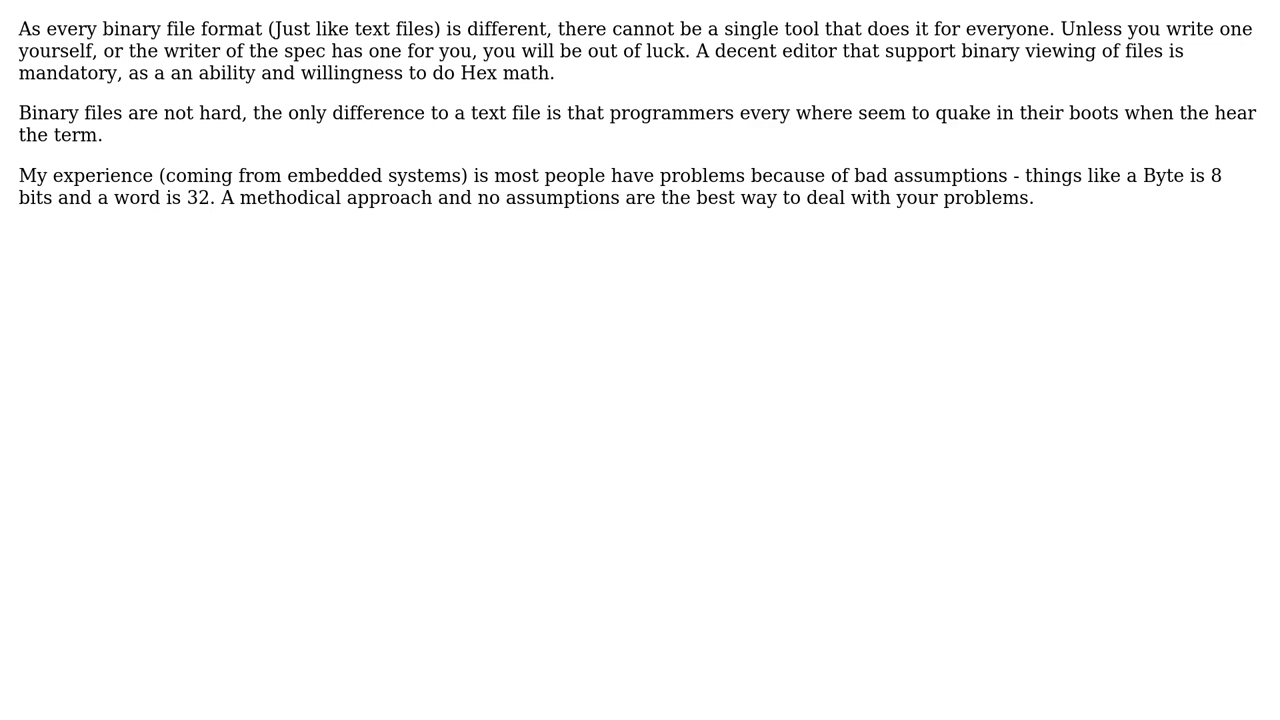 As every binary file format (Just like text files) is different, there cannot be a single tool that does it for everyone. Unless you write one
yourself, or the writer of the spec has one for you, you will be out of luck. A decent editor that support binary viewing of files is
mandatory, as a an ability and willingness to do Hex math.
Binary files are not hard, the only difference to a text file is that programmers every where seem to quake in their boots when the hear
the term.
My experience (coming from embedded systems) is most people have problems because of bad assumptions - things like a Byte is 8
bits and a word is 32. A methodical approach and no assumptions are the best way to deal with your problems.